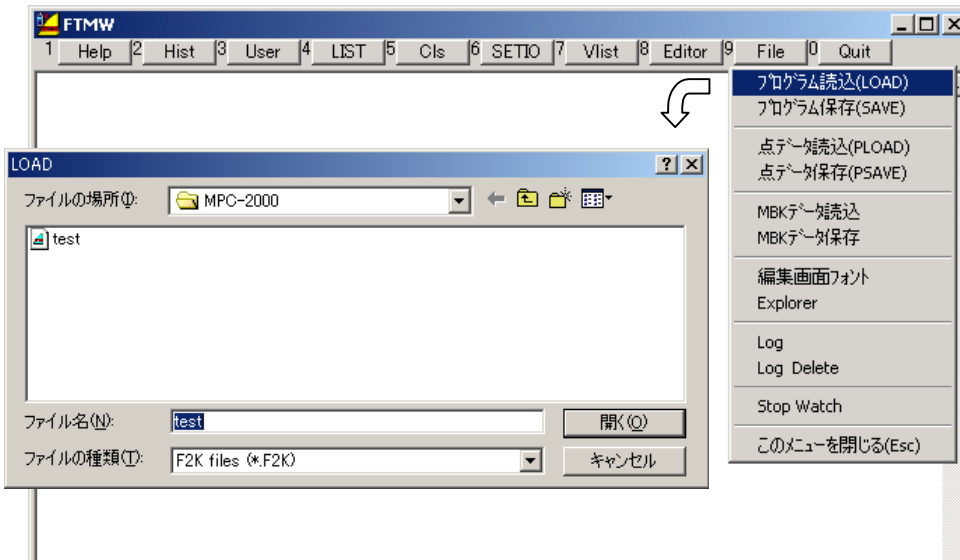 FTMW
1 Help 2 Hist 3 User 4 LIST 5 Cls 6 SETIO 7 Vlist 8 Editor 9 File 0 Quit
プログラム読込(LOAD)
プログラム保存(SAVE)
点データ読込(PLOAD)
点データ保存(PSAVE)
MBKデータ読込
MBKデータ保存
編集画面フォント
Explorer
Log
Log Delete
Stop Watch
このメニューを閉じる(Esc)
LOAD
ファイルの場所(I):
MPC-2000
test
ファイル名(N):
test
開く(O)
ファイルの種類(T):
F2K files (*.F2K)
キャンセル